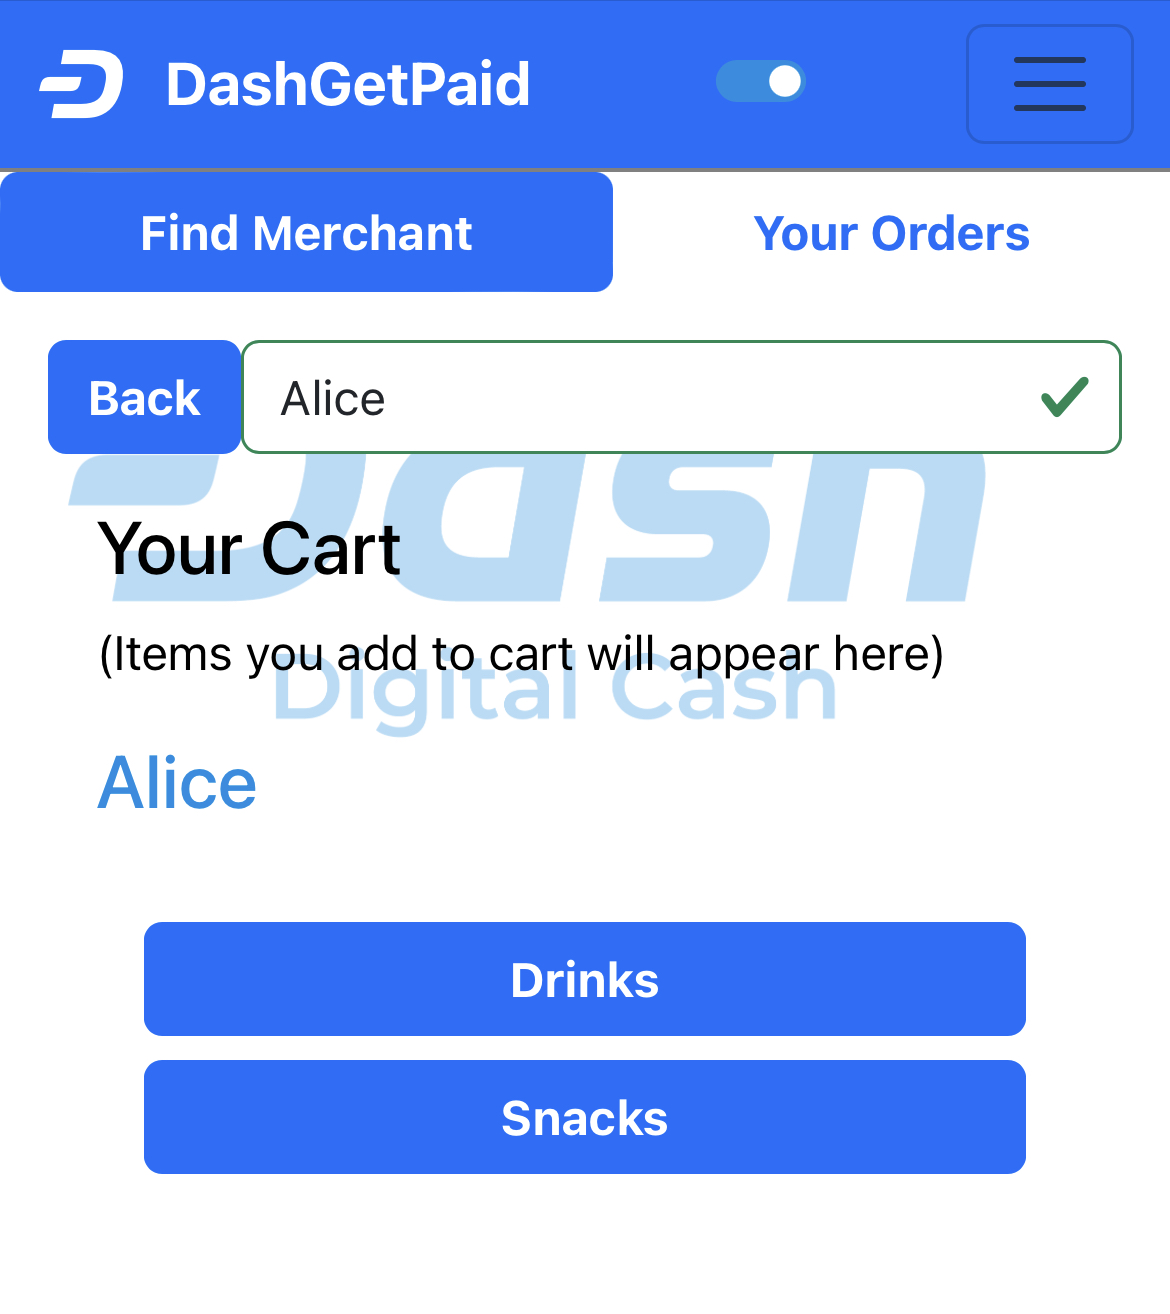 DashGetPaid
Find Merchant
Your Orders
Back
Alice
Dash
Your Cart
(Items you add to cart will appear here)
Digital Cash
Alice
Drinks
Snacks